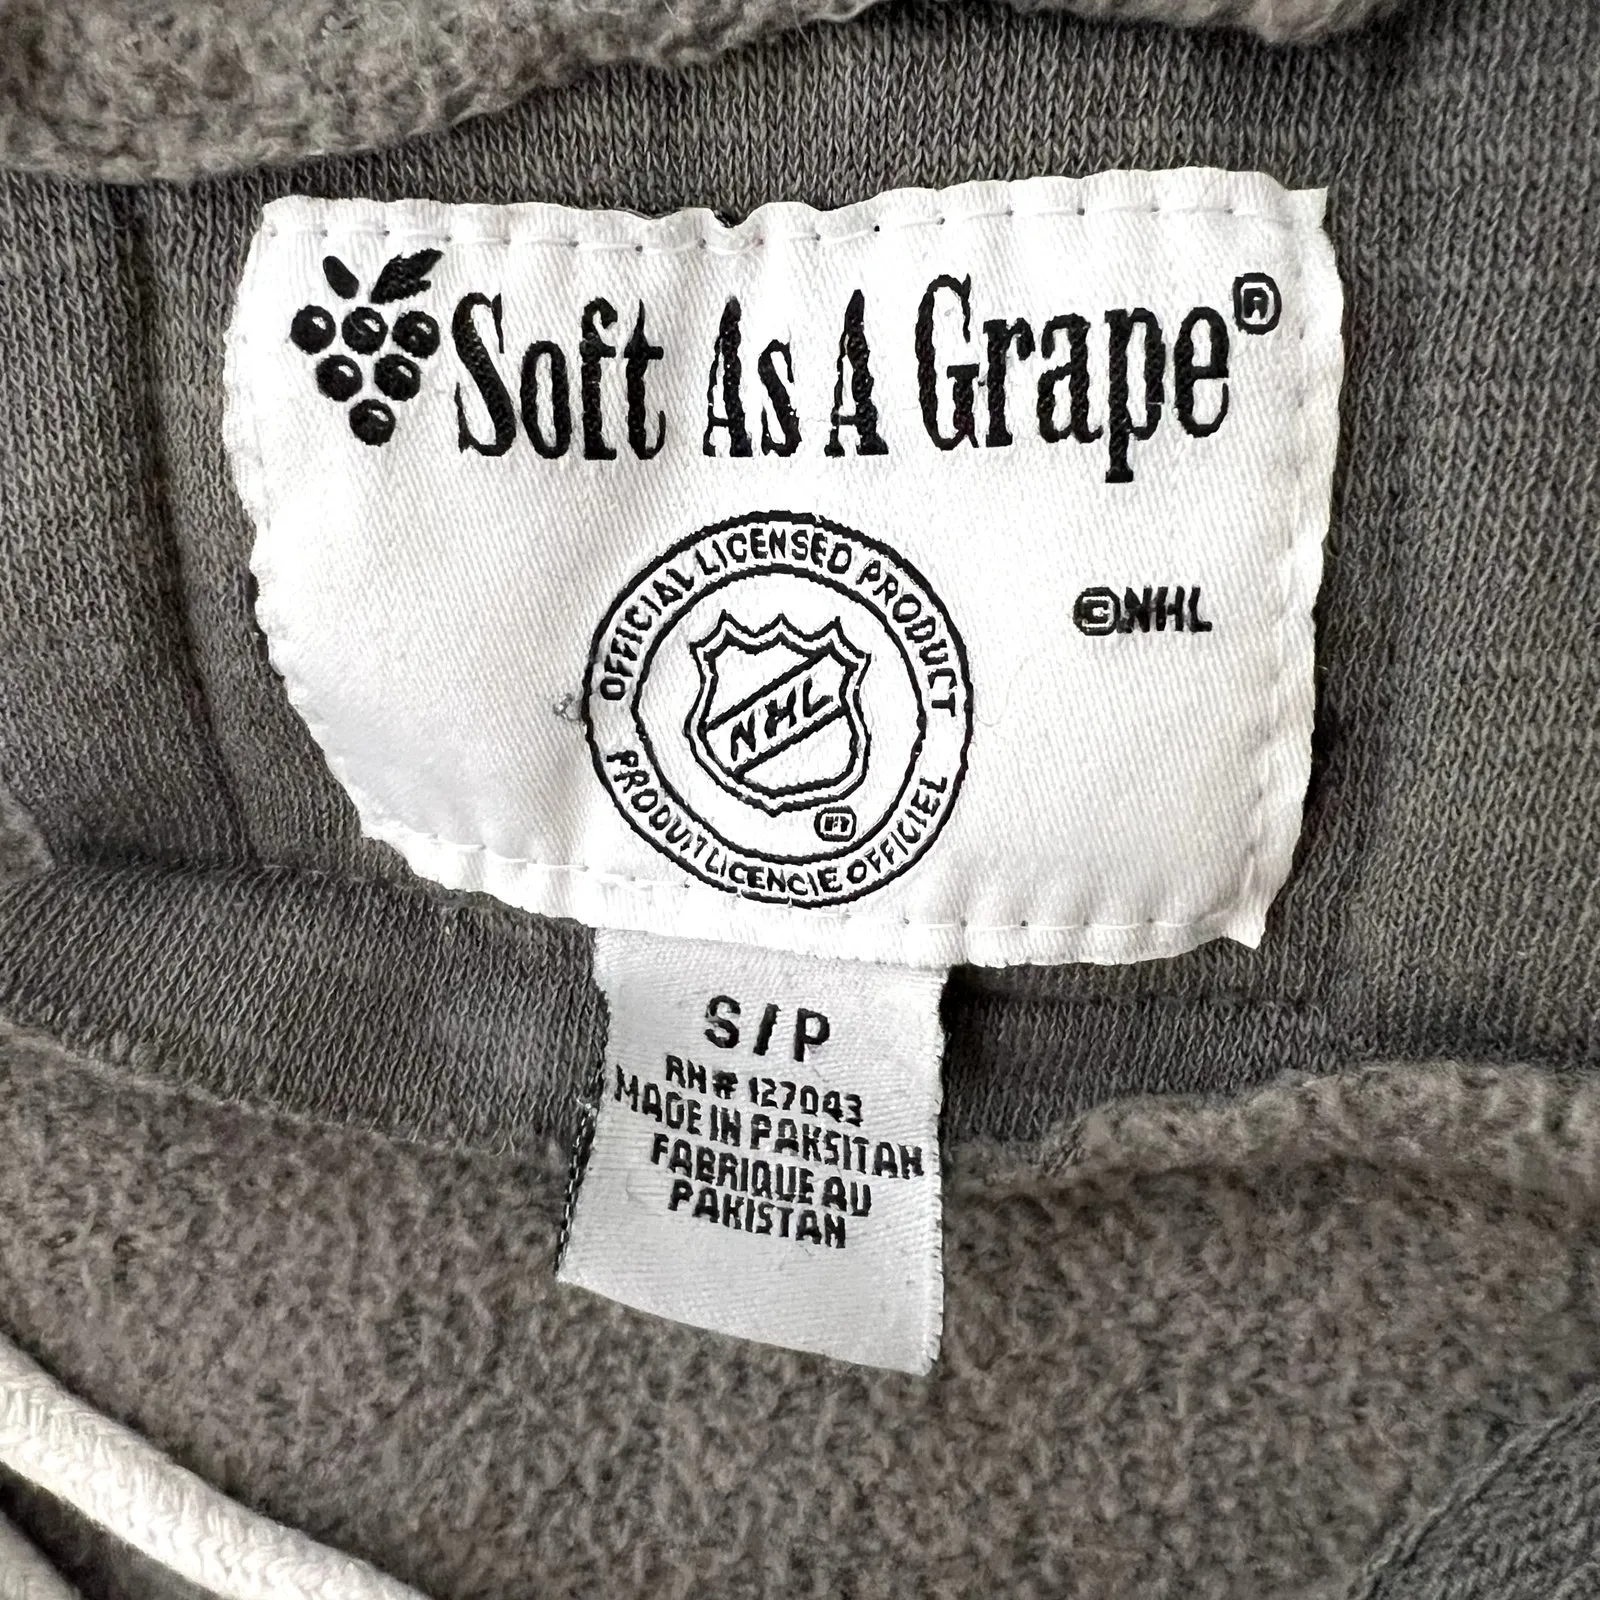 Soft As A Grape®
OFFICIAL LICENSED PRODUCT
©NHL
NHL
®
PRODUIT LICENCIE OFFICIEL
S/P
RN# 127043
MADE IN PAKSITAN
FABRIQUE AU
PAKISTAN